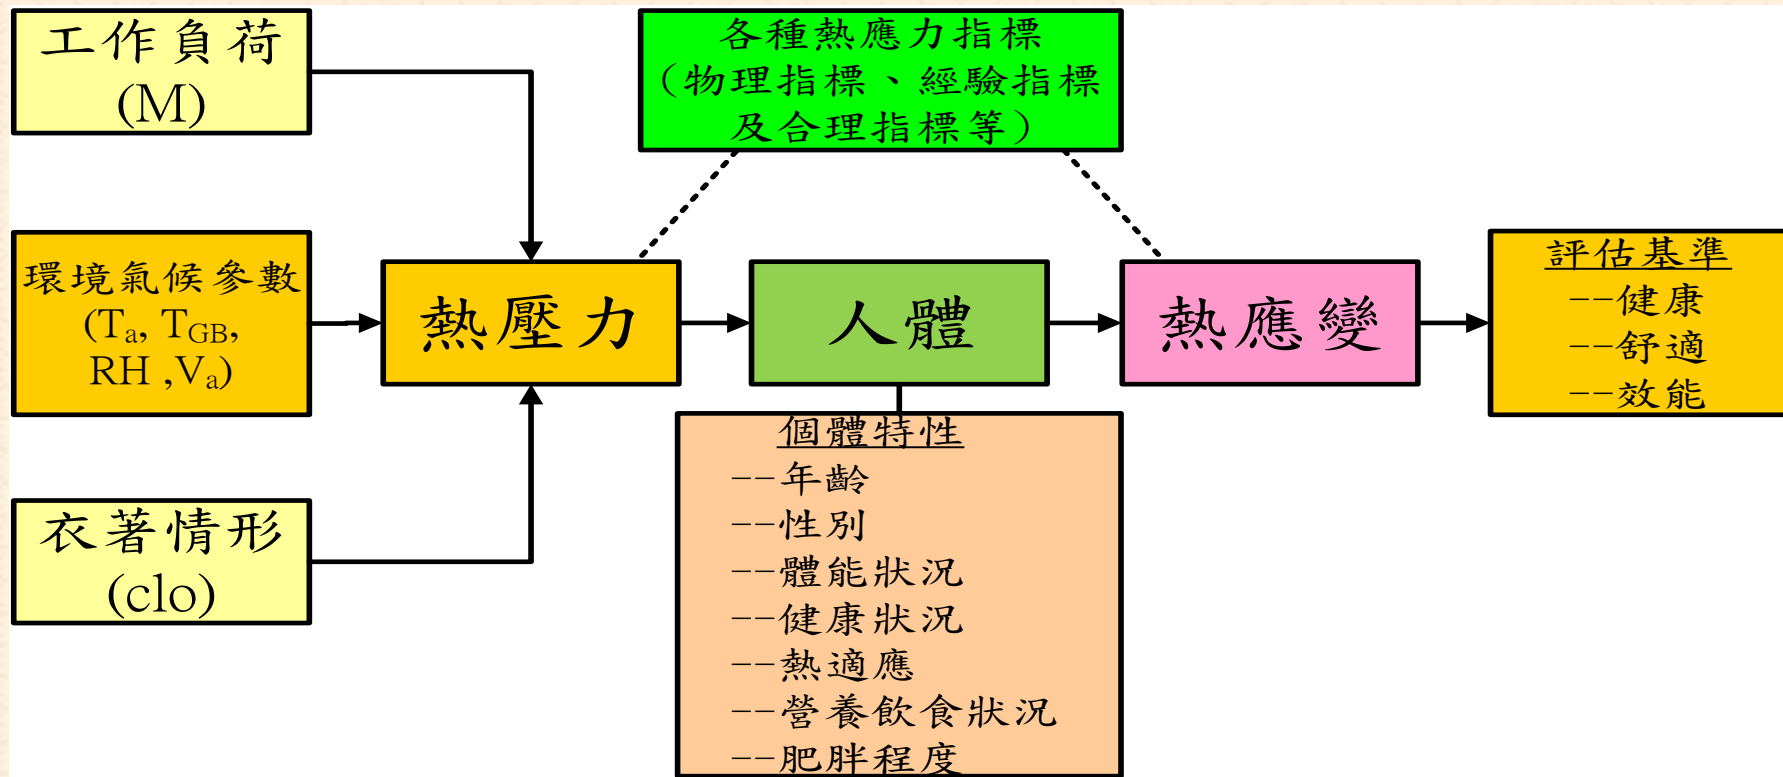 工作負荷
(M)
各種熱應力指標
（物理指標、經驗指標
及合理指標等）
環境氣候參數
(Ta, TGB,
RH ,Va)
熱壓力
人體
熱應變
評估基準
--健康
--舒適
--效能
衣著情形
(clo)
個體特性
--年齡
--性別
--體能狀況
--健康狀況
--熱適應
--營養飲食狀況
--肥胖程度